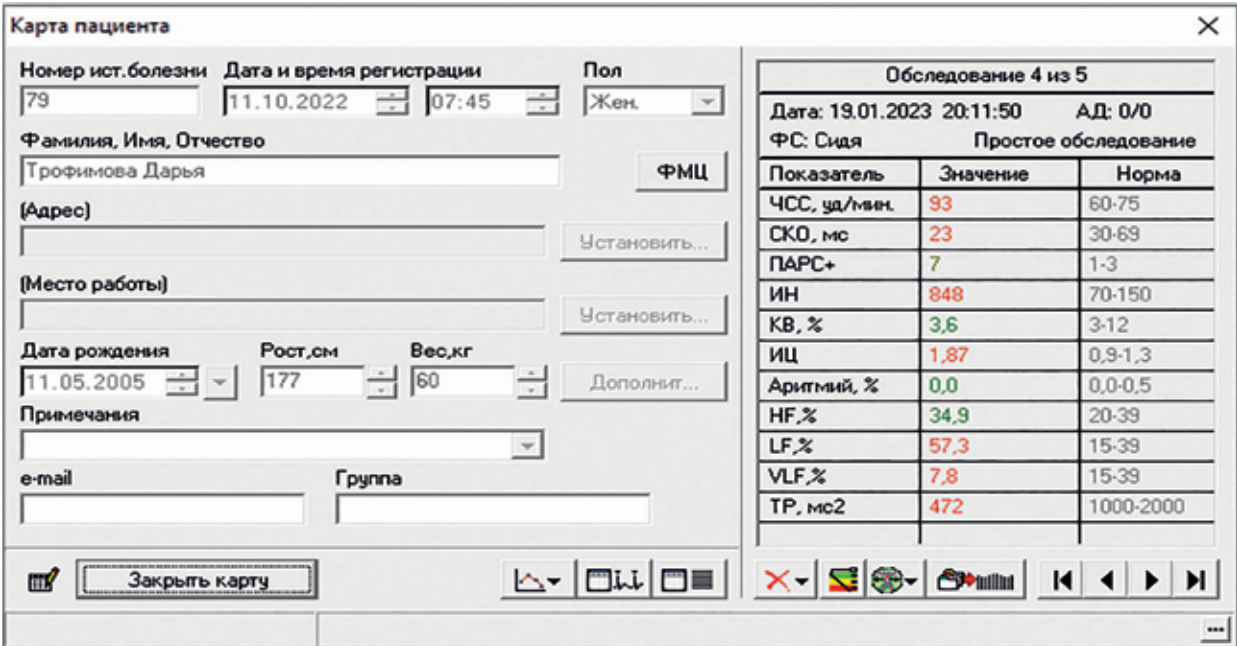 Карта пациента
Номер ист.болезни Дата и время регистрации Пол
79 11.10.2022 07:45 Жен.
Фамилия, Имя, Отчество
Трофимова Дарья ФМЦ
(Адрес)
Установить...
(Место работы)
Установить...
Дата рождения Рост,см Вес,кг
11.05.2005 177 60 Дополнит...
Примечания
e-mail Группа
Закрыть карту
Обследование 4 из 5
Дата: 19.01.2023 20:11:50 АД: 0/0
ФС: Сидя Простое обследование
Показатель Значение Норма
ЧСС, уд/мин. 93 60-75
СКО, мс 23 30-69
ПАРС+ 7 1-3
ИН 848 70-150
КВ, % 3,6 3-12
ИЦ 1,87 0,9-1,3
Аритмий, % 0,0 0,0-0,5
HF,% 34,9 20-39
LF,% 57,3 15-39
VLF,% 7,8 15-39
TP, мс2 472 1000-2000